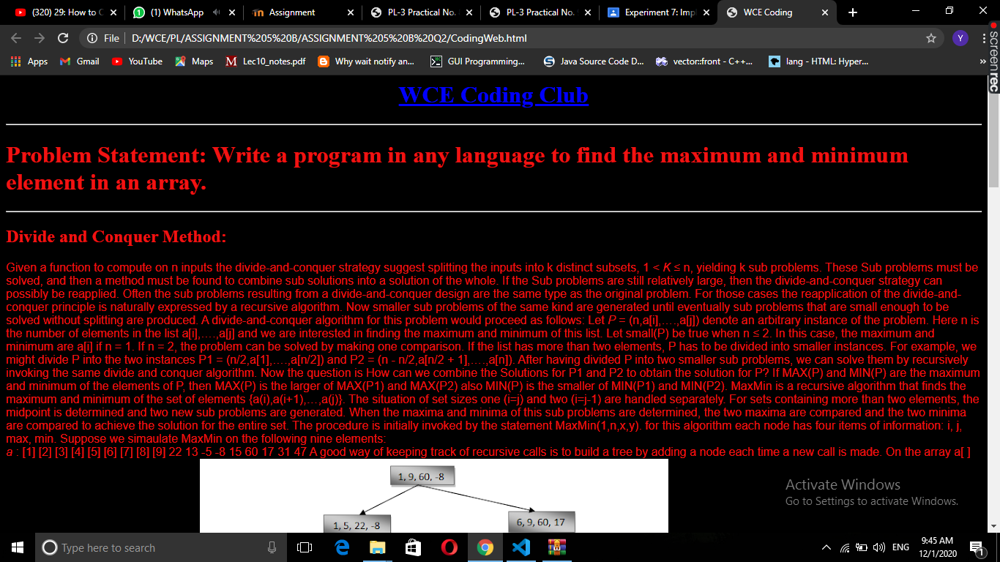 (320) 29: How to C
(1) WhatsApp
Assignment
PL-3 Practical No.
PL-3 Practical No.
Experiment 7: Imp
WCE Coding
File
D:/WCE/PL/ASSIGNMENT%205%20B/ASSIGNMENT%205%20B%20Q2/CodingWeb.html
Y
Apps
Gmail
YouTube
Maps
Lec10_notes.pdf
Why wait notify an...
GUI Programming...
Java Source Code D...
vector::front - C++...
lang - HTML: Hyper...
screenrec
WCE Coding Club
Problem Statement: Write a program in any language to find the maximum and minimum
element in an array.
Divide and Conquer Method:
Given a function to compute on n inputs the divide-and-conquer strategy suggest splitting the inputs into k distinct subsets, 1 < K ≤ n, yielding k sub problems. These Sub problems must be
solved, and then a method must be found to combine sub solutions into a solution of the whole. If the Sub problems are still relatively large, then the divide-and-conquer strategy can
possibly be reapplied. Often the sub problems resulting from a divide-and-conquer design are the same type as the original problem. For those cases the reapplication of the divide-and-
conquer principle is naturally expressed by a recursive algorithm. Now smaller sub problems of the same kind are generated until eventually sub problems that are small enough to be
solved without splitting are produced. A divide-and-conquer algorithm for this problem would proceed as follows: Let P = (n,a[i],.…,a[j]) denote an arbitrary instance of the problem. Here n is
the number of elements in the list a[i],.…,a[j] and we are interested in finding the maximum and minimum of this list. Let small(P) be true when n ≤ 2. In this case, the maximum and
minimum are a[i] if n = 1. If n = 2, the problem can be solved by making one comparison. If the list has more than two elements, P has to be divided into smaller instances. For example, we
might divide P into the two instances P1 = (n/2,a[1],.…,a[n/2]) and P2 = (n - n/2,a[n/2 + 1],.…,a[n]). After having divided P into two smaller sub problems, we can solve them by recursively
invoking the same divide and conquer algorithm. Now the question is How can we combine the Solutions for P1 and P2 to obtain the solution for P? If MAX(P) and MIN(P) are the maximum
and minimum of the elements of P, then MAX(P) is the larger of MAX(P1) and MAX(P2) also MIN(P) is the smaller of MIN(P1) and MIN(P2). MaxMin is a recursive algorithm that finds the
maximum and minimum of the set of elements {a(i),a(i+1),…,a(j)}. The situation of set sizes one (i=j) and two (i=j-1) are handled separately. For sets containing more than two elements, the
midpoint is determined and two new sub problems are generated. When the maxima and minima of this sub problems are determined, the two maxima are compared and the two minima
are compared to achieve the solution for the entire set. The procedure is initially invoked by the statement MaxMin(1,n,x,y). for this algorithm each node has four items of information: i, j,
max, min. Suppose we simaulate MaxMin on the following nine elements:
a : [1] [2] [3] [4] [5] [6] [7] [8] [9] 22 13 -5 -8 15 60 17 31 47 A good way of keeping track of recursive calls is to build a tree by adding a node each time a new call is made. On the array a[ ]
1, 9, 60, -8
1, 5, 22, -8
6, 9, 60, 17
Activate Windows
Go to Settings to activate Windows.
Type here to search
ENG
9:45 AM
12/1/2020
1